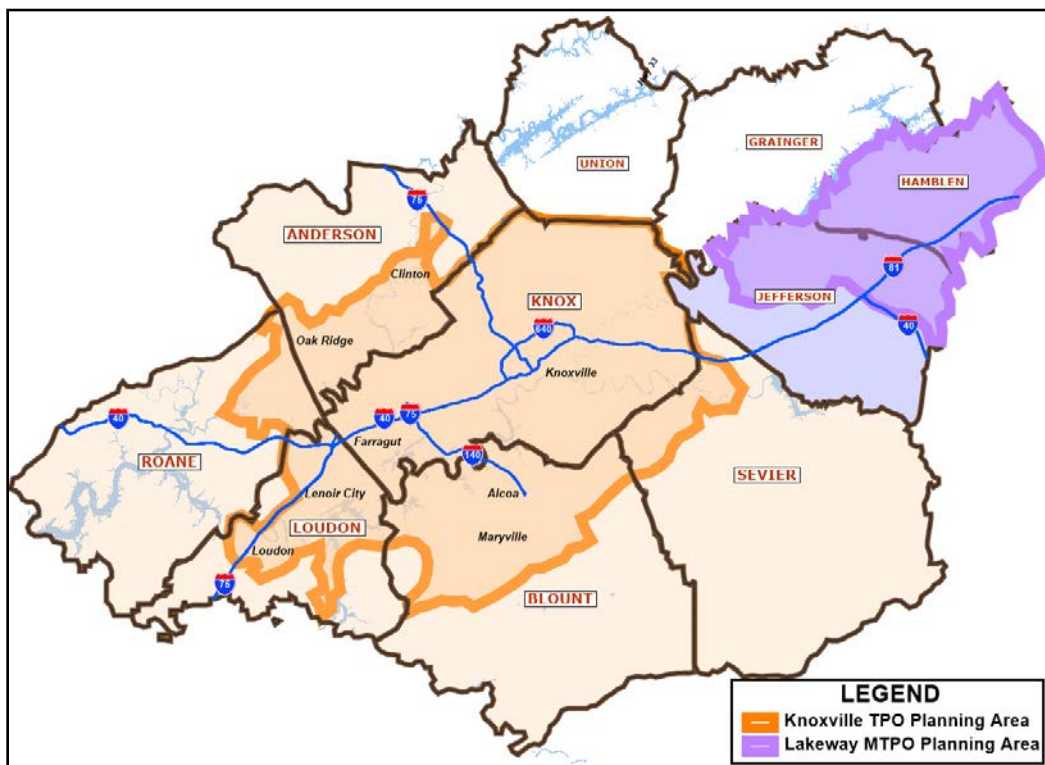 HWY 33
UNION
GRAINGER
HAMBLEN
75
ANDERSON
Clinton
81
KNOX
JEFFERSON
640
40
Oak Ridge
Knoxville
40
40
75
Farragut
140
ROANE
SEVIER
Lenoir City
Alcoa
LOUDON
Maryville
Loudon
75
BLOUNT
LEGEND
Knoxville TPO Planning Area
Lakeway MTPO Planning Area